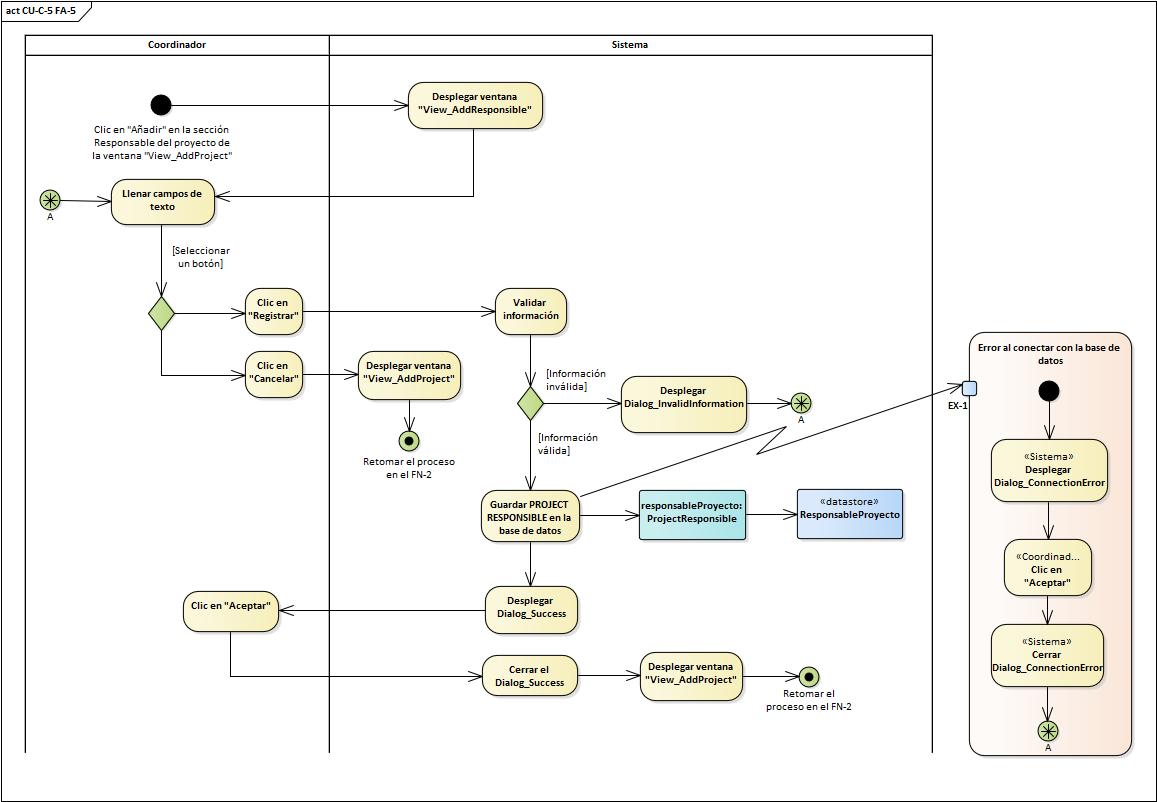 act CU-C-5 FA-5
Coordinador
Sistema
Clic en "Añadir" en la sección
Responsable del proyecto de
la ventana "View_AddProject"
Desplegar ventana
"View_AddResponsible"
A
Llenar campos de
texto
[Seleccionar
un botón]
Clic en
"Registrar"
Validar
información
Clic en
"Cancelar"
Desplegar ventana
"View_AddProject"
Retomar el proceso
en el FN-2
[Información
inválida]
Desplegar
Dialog_InvalidInformation
A
[Información
válida]
Guardar PROJECT
RESPONSIBLE en la
base de datos
responsableProyecto:
ProjectResponsible
«datastore»
ResponsableProyecto
Desplegar
Dialog_Success
Clic en "Aceptar"
Cerrar el
Dialog_Success
Desplegar ventana
"View_AddProject"
Retomar el
proceso en el FN-2
Error al conectar con la base de
datos
EX-1
«Sistema»
Desplegar
Dialog_ConnectionError
«Coordinad...
Clic en
"Aceptar"
«Sistema»
Cerrar
Dialog_ConnectionError
A